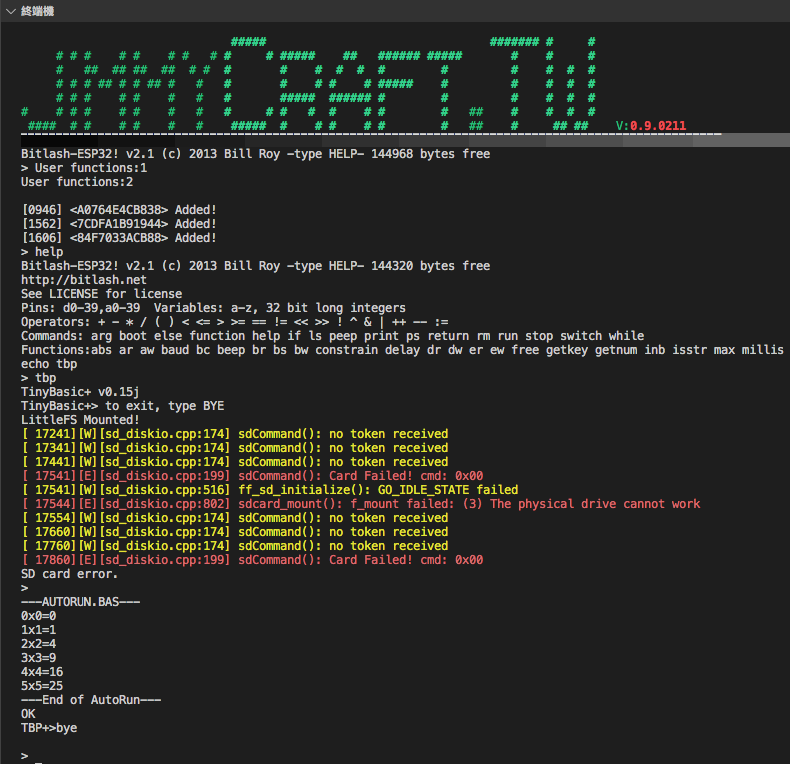 終端機
JMMYCRAFT.TW
V:0.9.0211
Bitlash-ESP32! v2.1 (c) 2013 Bill Roy -type HELP- 144968 bytes free
> User functions:1
User functions:2
[0946] <A0764E4CB838> Added!
[1562] <7CDFA1B91944> Added!
[1606] <84F7033ACB88> Added!
> help
Bitlash-ESP32! v2.1 (c) 2013 Bill Roy -type HELP- 144320 bytes free
http://bitlash.net
See LICENSE for license
Pins: d0-39,a0-39  Variables: a-z, 32 bit long integers
Operators: + - * / ( ) < <= > >= == != << >> ! ^ & | ++ -- :=
Commands: arg boot else function help if ls peep print ps return rm run stop switch while
Functions:abs ar aw baud bc beep br bs bw constrain delay dr dw er ew free getkey getnum inb isstr max millis
echo tbp
> tbp
TinyBasic+ v0.15j
TinyBasic+> to exit, type BYE
LittleFS Mounted!
[ 17241][W][sd_diskio.cpp:174] sdCommand(): no token received
[ 17341][W][sd_diskio.cpp:174] sdCommand(): no token received
[ 17441][W][sd_diskio.cpp:174] sdCommand(): no token received
[ 17541][E][sd_diskio.cpp:199] sdCommand(): Card Failed! cmd: 0x00
[ 17541][W][sd_diskio.cpp:516] ff_sd_initialize(): GO_IDLE_STATE failed
[ 17544][E][sd_diskio.cpp:802] sdcard_mount(): f_mount failed: (3) The physical drive cannot work
[ 17554][W][sd_diskio.cpp:174] sdCommand(): no token received
[ 17660][W][sd_diskio.cpp:174] sdCommand(): no token received
[ 17760][W][sd_diskio.cpp:174] sdCommand(): no token received
[ 17860][E][sd_diskio.cpp:199] sdCommand(): Card Failed! cmd: 0x00
SD card error.
>
---AUTORUN.BAS---
0x0=0
1x1=1
2x2=4
3x3=9
4x4=16
5x5=25
---End of AutoRun---
OK
TBP+>bye
> _